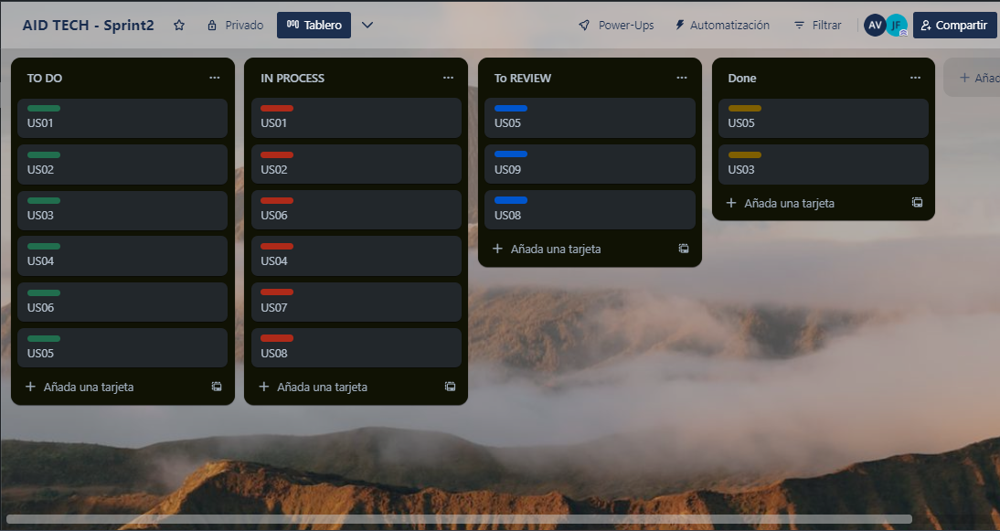 AID TECH - Sprint2
Privado
Tablero
Power-Ups
Automatización
Filtrar
AV
JF
Compartir
TO DO
US01
US02
US03
US04
US06
US05
Añada una tarjeta
IN PROCESS
US01
US02
US06
US04
US07
US08
Añada una tarjeta
To REVIEW
US05
US09
US08
Añada una tarjeta
Done
US05
US03
Añada una tarjeta
Añad